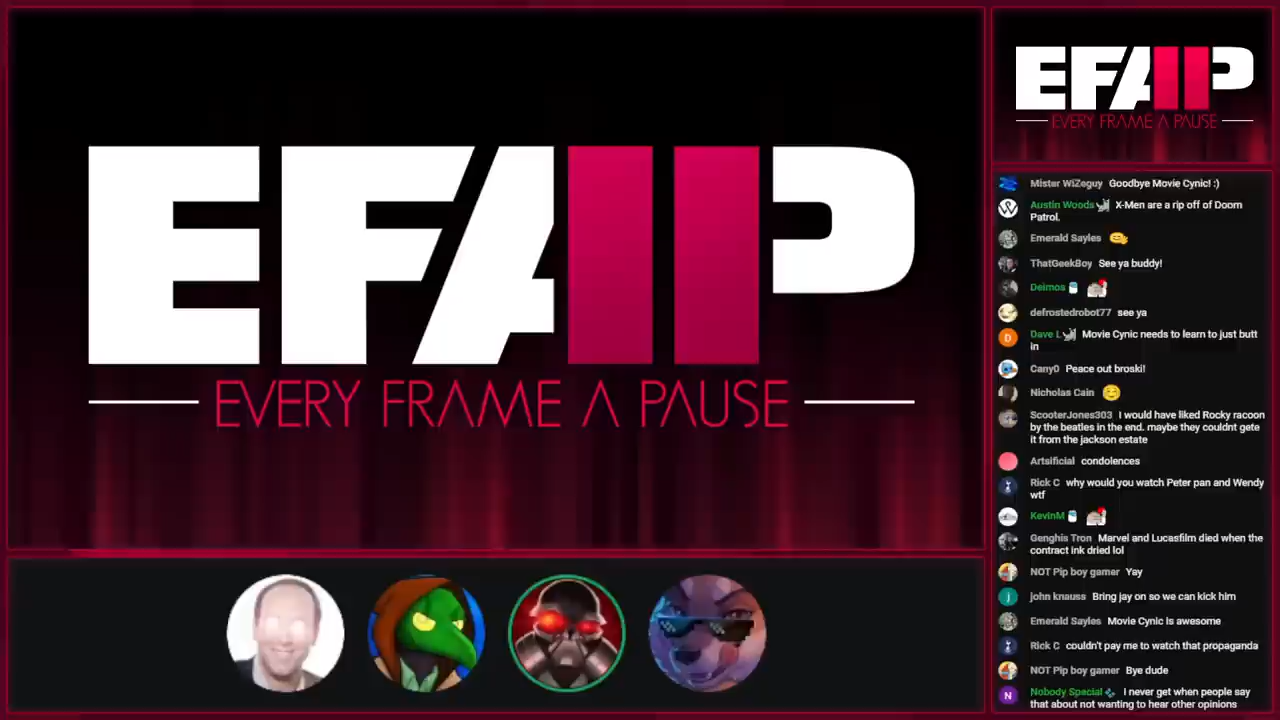 EFAP
EVERY FRAME A PAUSE
EFAP
EVERY FRAME A PAUSE
Mister WiZeguy Goodbye Movie Cynic! :)
Austin Woods X-Men are a rip off of Doom
Patrol.
Emerald Sayles
ThatGeekBoy See ya buddy!
Deimos
defrostedrobot77 see ya
D
Dave L Movie Cynic needs to learn to just butt
in
Cany0 Peace out broski!
Nicholas Cain
ScooterJones303 I would have liked Rocky racoon
by the beatles in the end. maybe they couldnt gete
it from the jackson estate
Artsificial condolences
Rick C why would you watch Peter pan and Wendy
wtf
KevinM
Genghis Tron Marvel and Lucasfilm died when the
contract ink dried lol
NOT Pip boy gamer Yay
j
john knauss Bring jay on so we can kick him
Emerald Sayles Movie Cynic is awesome
Rick C couldn't pay me to watch that propaganda
NOT Pip boy gamer Bye dude
N
Nobody Special I never get when people say
that about not wanting to hear other opinions